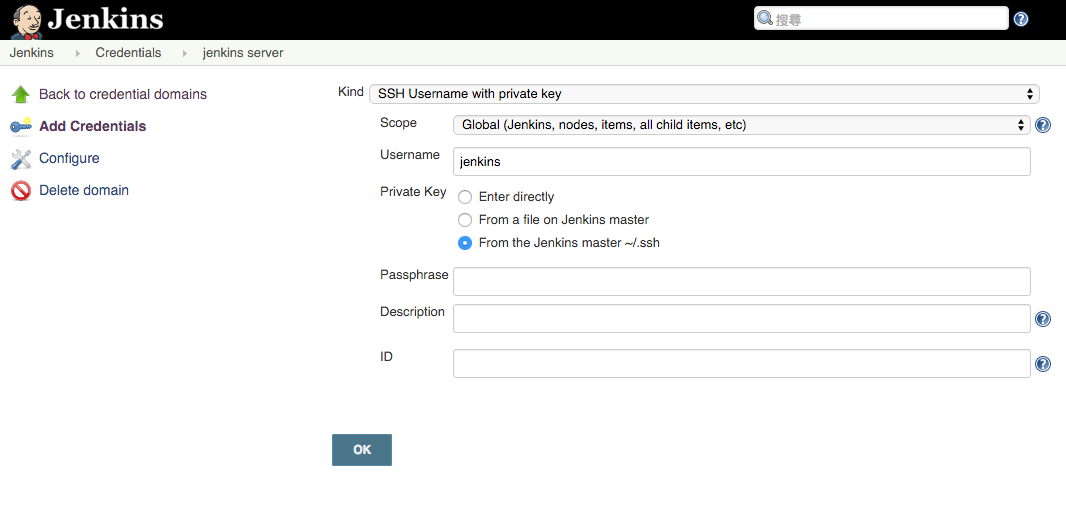 Jenkins
搜尋
Jenkins Credentials jenkins server
Back to credential domains
Add Credentials
Configure
Delete domain
Kind SSH Username with private key
Scope Global (Jenkins, nodes, items, all child items, etc)
Username jenkins
Private Key Enter directly
From a file on Jenkins master
From the Jenkins master ~/.ssh
Passphrase
Description
ID
OK